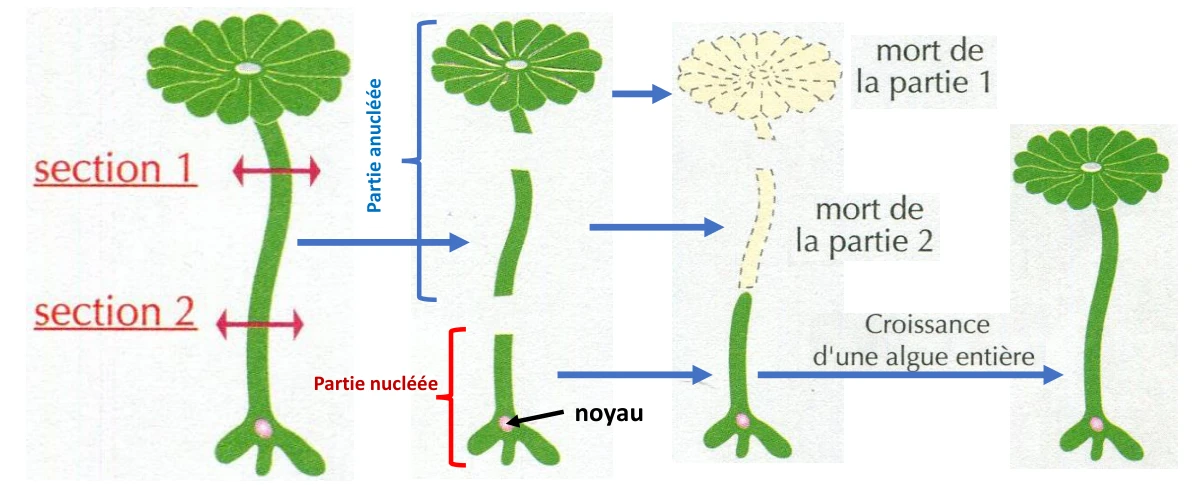 section 1
section 2
Partie anuclée
Partie nucléée
noyau
mort de
la partie 1
mort de
la partie 2
Croissance
d'une algue entière